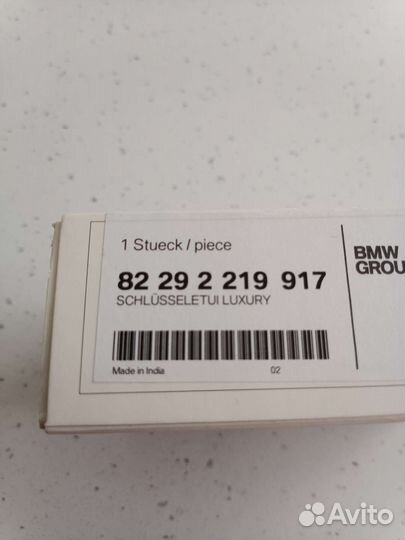 1 Stueck / piece
82 29 2 219 917
SCHLÜSSELETUI LUXURY
BMW
GROU
Made in India 02
Avito